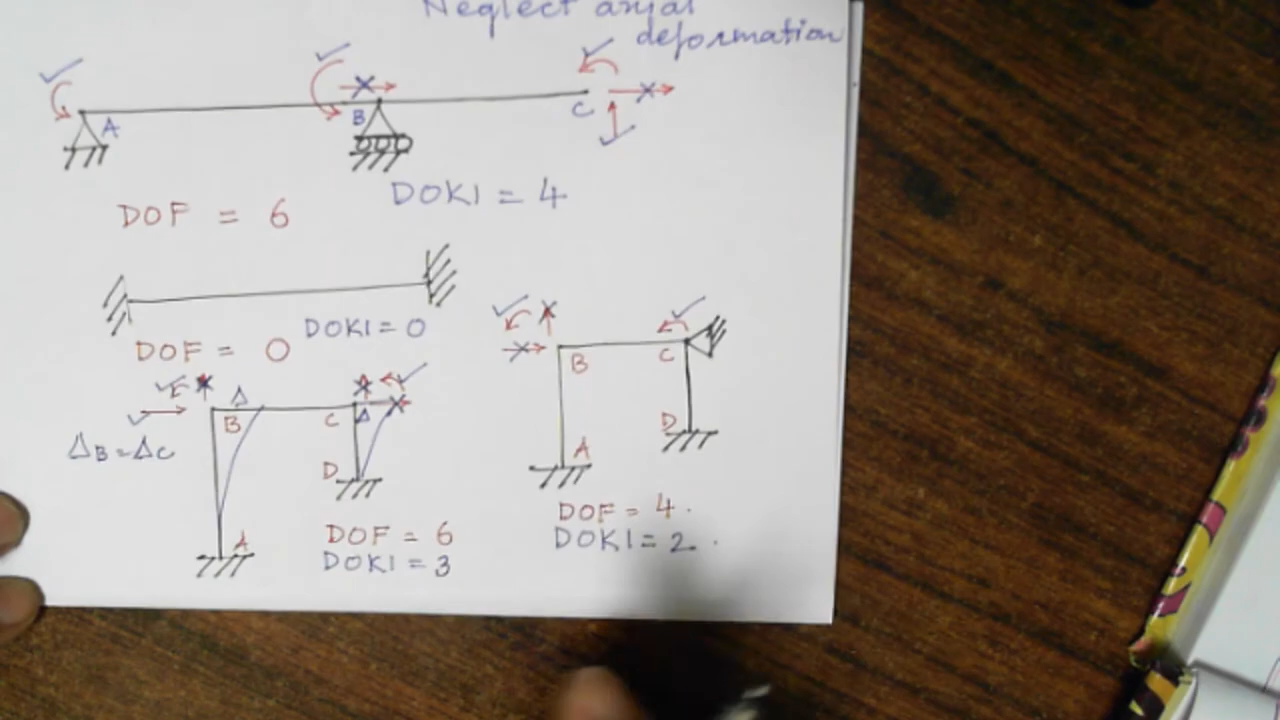 Neglect axial
deformation
A
B
C
DOF = 6
DOKI = 4
DOF = 0
DOKI = 0
Δ
B
C
Δ
ΔB = ΔC
D
A
DOF = 6
DOKI = 3
B
C
D
A
DOF = 4.
DOKI = 2.